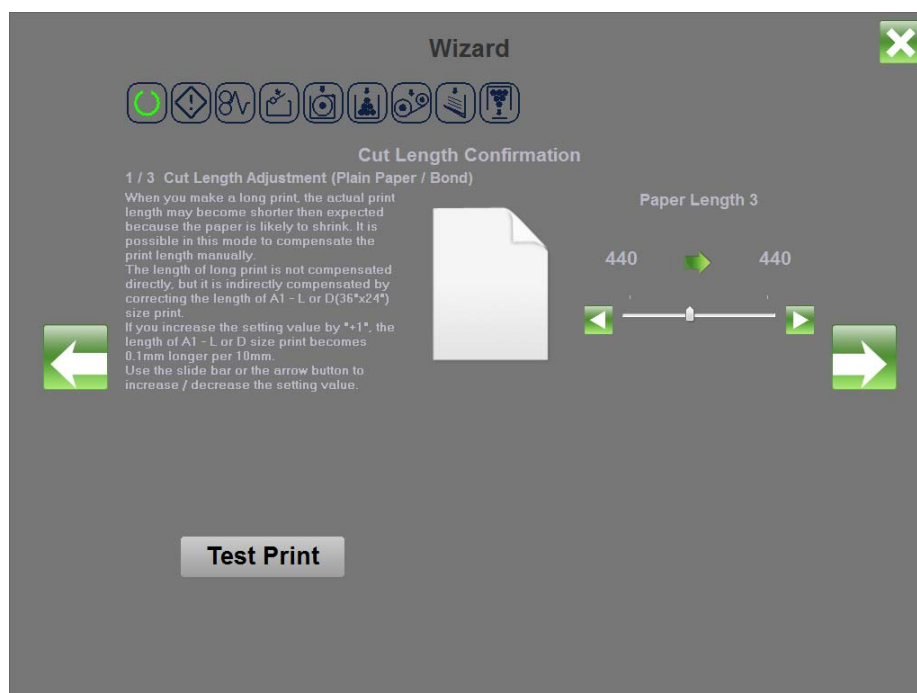 Wizard
Cut Length Confirmation
1 / 3 Cut Length Adjustment (Plain Paper / Bond)
When you make a long print, the actual print
length may become shorter then expected
because the paper is likely to shrink. It is
possible in this mode to compensate the
print length manually.
The length of long print is not compensated
directly, but it is indirectly compensated by
correcting the length of A1 - L or D(36"x24")
size print.
If you increase the setting value by "+1", the
length of A1 - L or D size print becomes
0.1mm longer per 10mm.
Use the slide bar or the arrow button to
increase / decrease the setting value.
Paper Length 3
440 440
Test Print